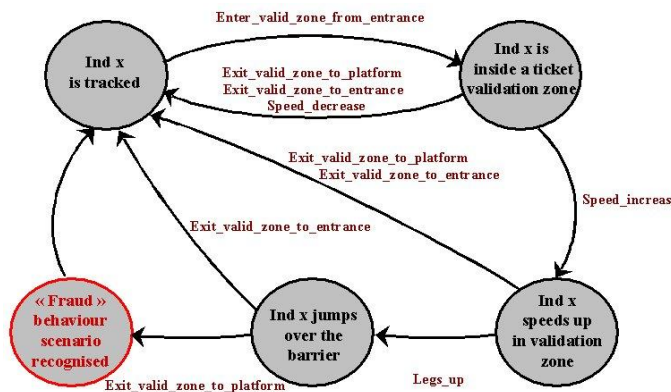 Enter_valid_zone_from_entrance
Ind x
is tracked
Ind x is
inside a ticket
validation zone
Exit_valid_zone_to_platform
Exit_valid_zone_to_entrance
Speed_decrease
Exit_valid_zone_to_platform
Exit_valid_zone_to_entrance
Speed_increas
Exit_valid_zone_to_entrance
« Fraud »
behaviour
scenario
recognised
Ind x jumps
over the
barrier
Ind x
speeds up
in validation
zone
Exit_valid_zone_to_platform
Legs_up